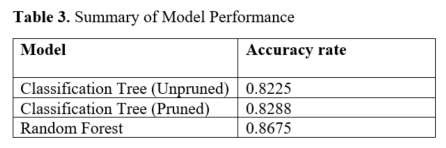 Table 3. Summary of Model Performance
Model Accuracy rate
Classification Tree (Unpruned) 0.8225
Classification Tree (Pruned) 0.8288
Random Forest 0.8675